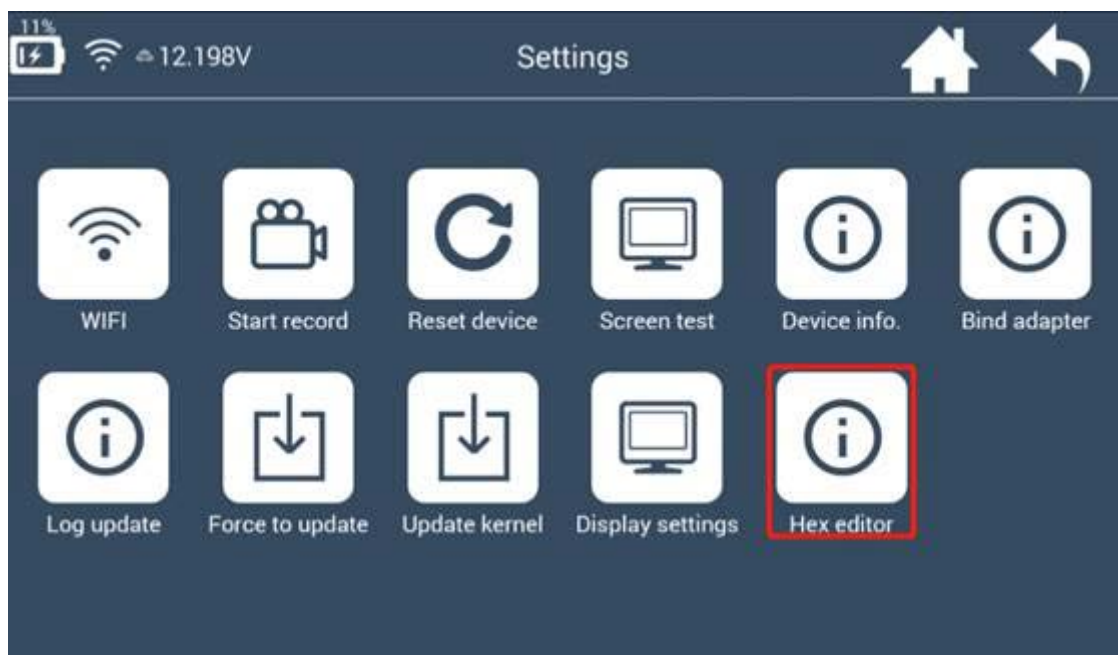 11%
12.198V
Settings
WIFI
Start record
Reset device
Screen test
Device info.
Bind adapter
Log update
Force to update
Update kernel
Display settings
Hex editor